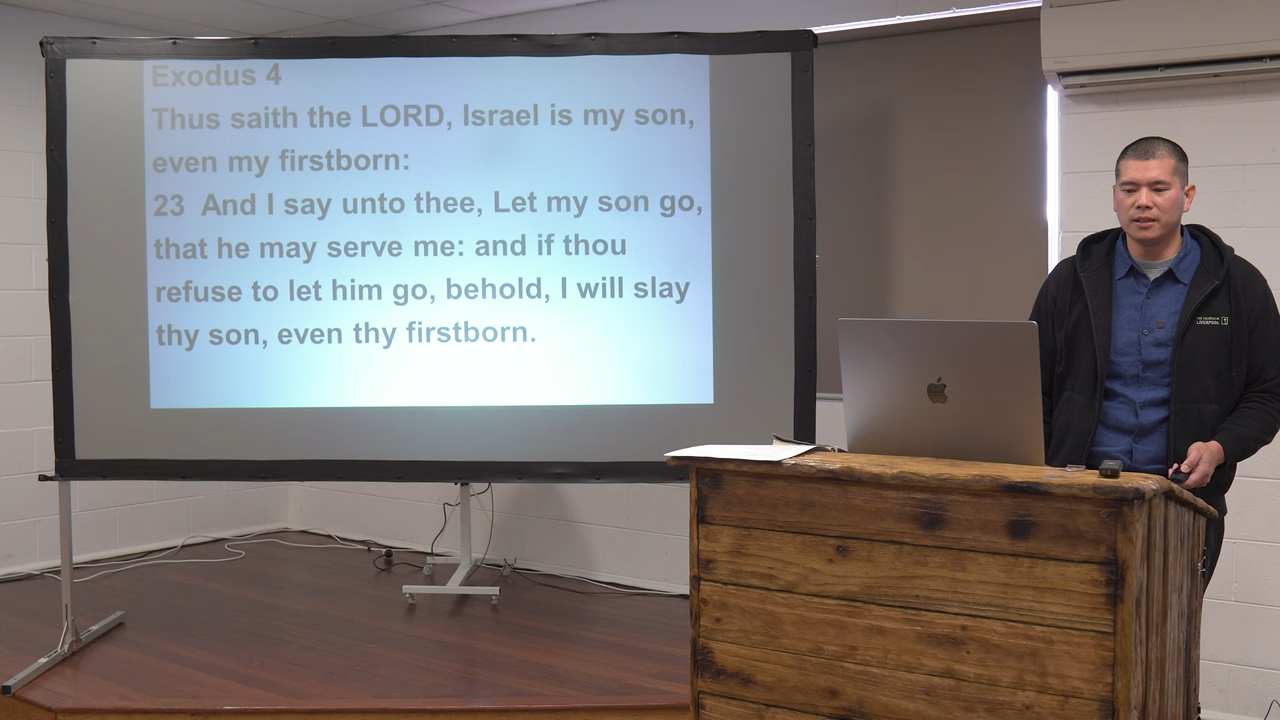 Exodus 4
Thus saith the LORD, Israel is my son,
even my firstborn:
23 And I say unto thee, Let my son go,
that he may serve me: and if thou
refuse to let him go, behold, I will slay
thy son, even thy firstborn.
LIVERPOOL